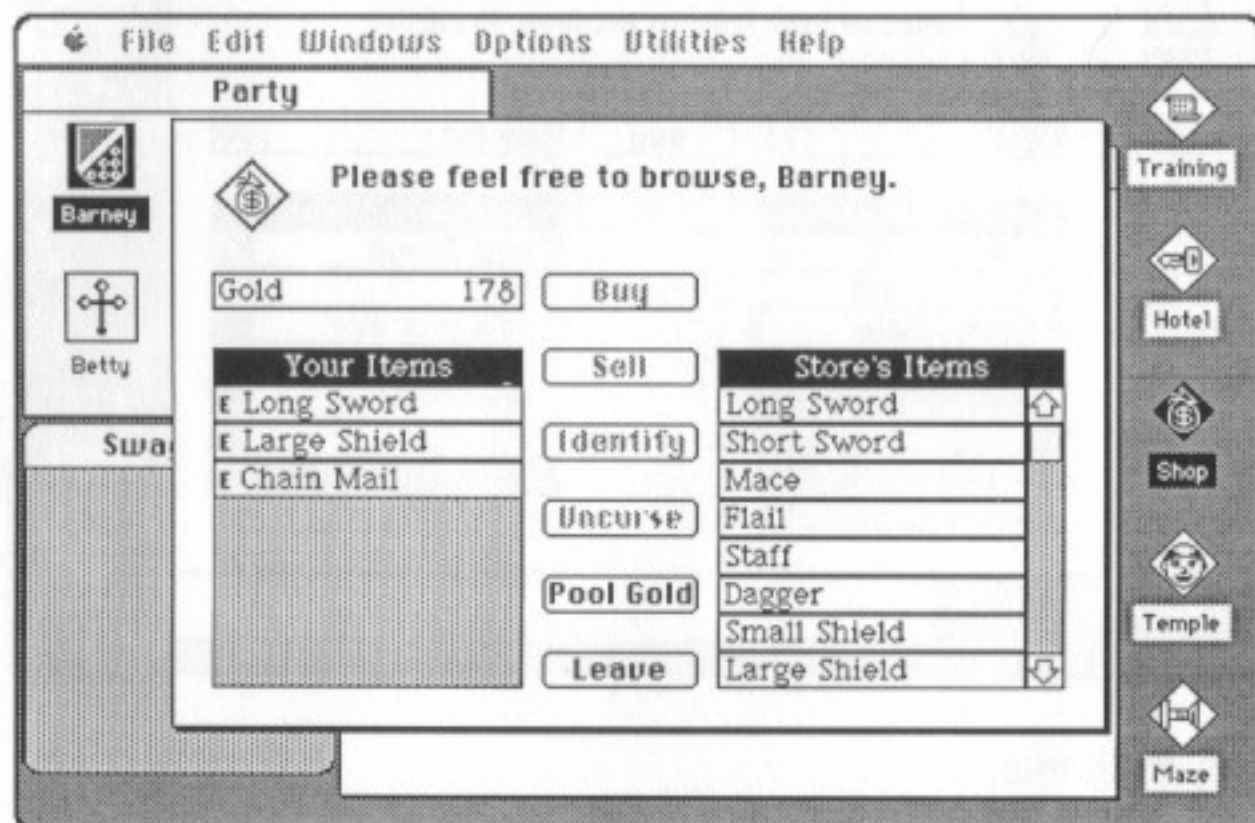 File Edit Windows Options Utilities Help
Party
Barney
Betty
Please feel free to browse, Barney.
Gold 178
Buy
Sell
Identify
Uncurse
Pool Gold
Leave
Your Items
E Long Sword
E Large Shield
E Chain Mail
Store's Items
Long Sword
Short Sword
Mace
Flail
Staff
Dagger
Small Shield
Large Shield
Training
Hotel
Shop
Temple
Maze